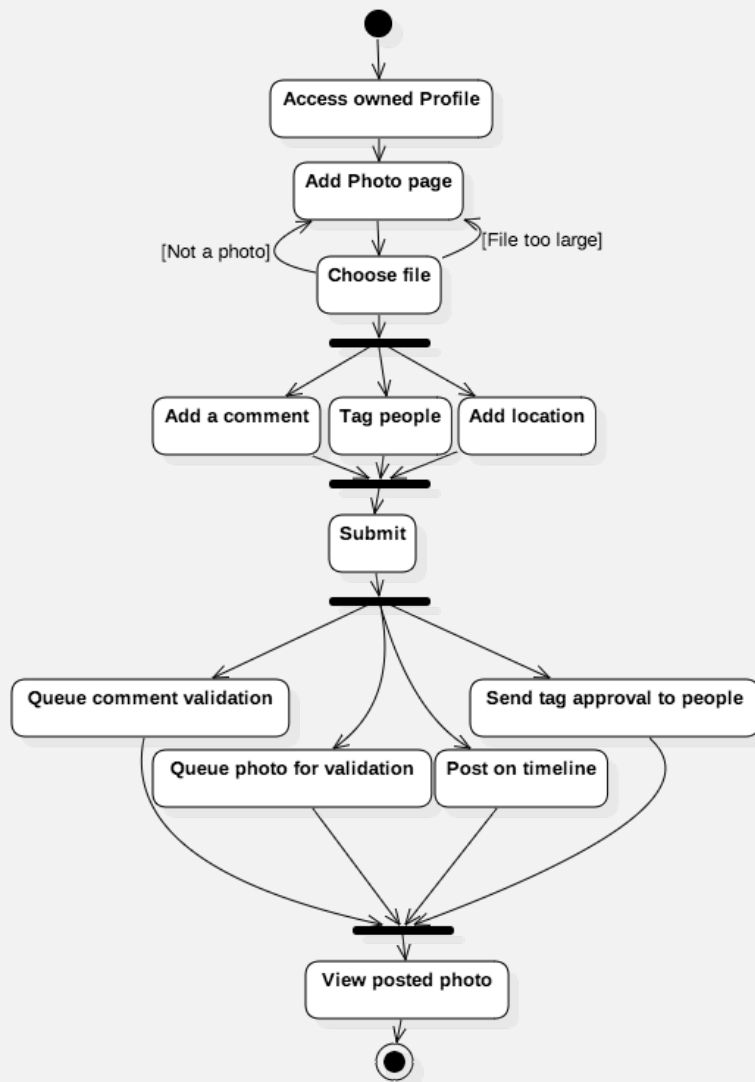 Access owned Profile
Add Photo page
[Not a photo]
[File too large]
Choose file
Add a comment
Tag people
Add location
Submit
Queue comment validation
Send tag approval to people
Queue photo for validation
Post on timeline
View posted photo